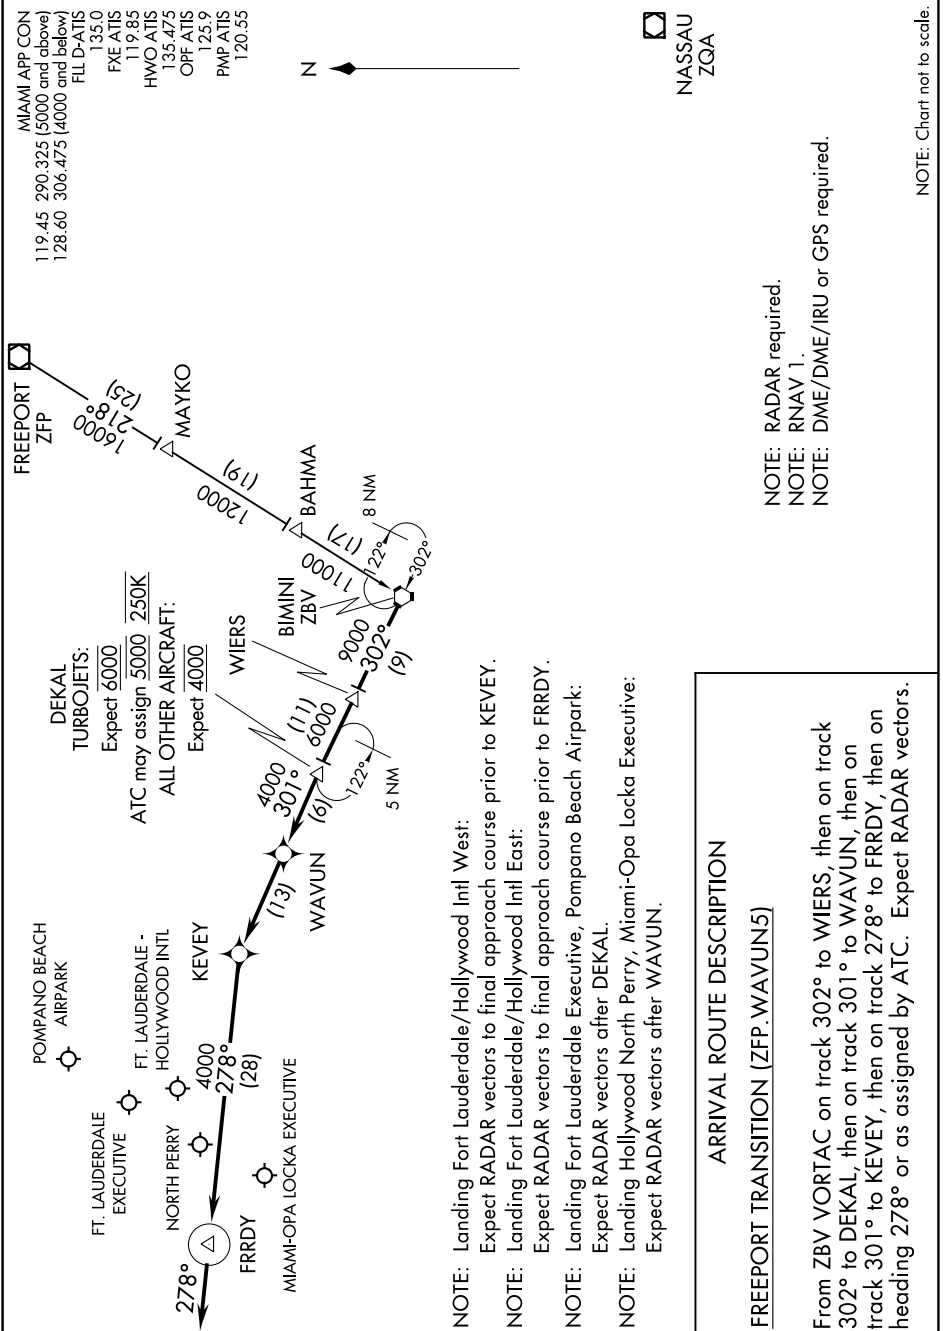 MIAMI APP CON
119.45 290.325 (5000 and above)
128.60 306.475 (4000 and below)
FLL D-ATIS
135.0
FXE ATIS
119.85
HWO ATIS
135.475
OPF ATIS
125.9
PMP ATIS
120.55
N
NASSAU
ZQA
FREEPORT
ZFP
16000
218°
(25)
MAYKO
12000
(19)
BAHMA
11000
(17)
8 NM
122°
302°
BIMINI
ZBV
9000
302°
(9)
WIERS
DEKAL
TURBOJETS:
Expect 6000
ATC may assign 5000 250K
ALL OTHER AIRCRAFT:
Expect 4000
(11)
6000
122°
5 NM
4000
301°
(6)
WAVUN
(13)
KEVEY
4000
278°
(28)
POMPANO BEACH
AIRPARK
FT. LAUDERDALE -
HOLLYWOOD INTL
FT. LAUDERDALE
EXECUTIVE
NORTH PERRY
MIAMI-OPA LOCKA EXECUTIVE
FRRDY
278°
NOTE: Landing Fort Lauderdale/Hollywood Intl West:
Expect RADAR vectors to final approach course prior to KEVEY.
NOTE: Landing Fort Lauderdale/Hollywood Intl East:
Expect RADAR vectors to final approach course prior to FRRDY.
NOTE: Landing Fort Lauderdale Executive, Pompano Beach Airpark:
Expect RADAR vectors after DEKAL.
NOTE: Landing Hollywood North Perry, Miami-Opa Locka Executive:
Expect RADAR vectors after WAVUN.
NOTE: RADAR required.
NOTE: RNAV 1.
NOTE: DME/DME/IRU or GPS required.
NOTE: Chart not to scale.
ARRIVAL ROUTE DESCRIPTION
FREEPORT TRANSITION (ZFP.WAVUN5)
From ZBV VORTAC on track 302° to WIERS, then on track
302° to DEKAL, then on track 301° to WAVUN, then on
track 301° to KEVEY, then on track 278° to FRRDY, then on
heading 278° or as assigned by ATC. Expect RADAR vectors.